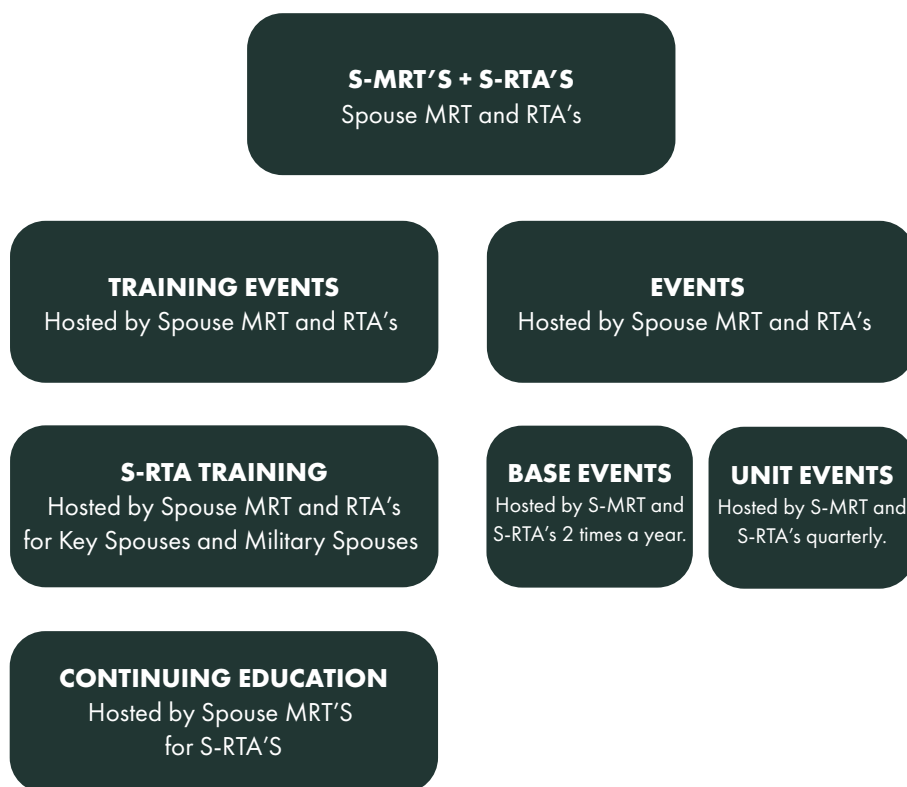 S-MRT'S + S-RTA'S
Spouse MRT and RTA's
TRAINING EVENTS
Hosted by Spouse MRT and RTA's
EVENTS
Hosted by Spouse MRT and RTA's
S-RTA TRAINING
Hosted by Spouse MRT and RTA's
for Key Spouses and Military Spouses
BASE EVENTS
Hosted by S-MRT and
S-RTA's 2 times a year.
UNIT EVENTS
Hosted by S-MRT and
S-RTA's quarterly.
CONTINUING EDUCATION
Hosted by Spouse MRT'S
for S-RTA'S